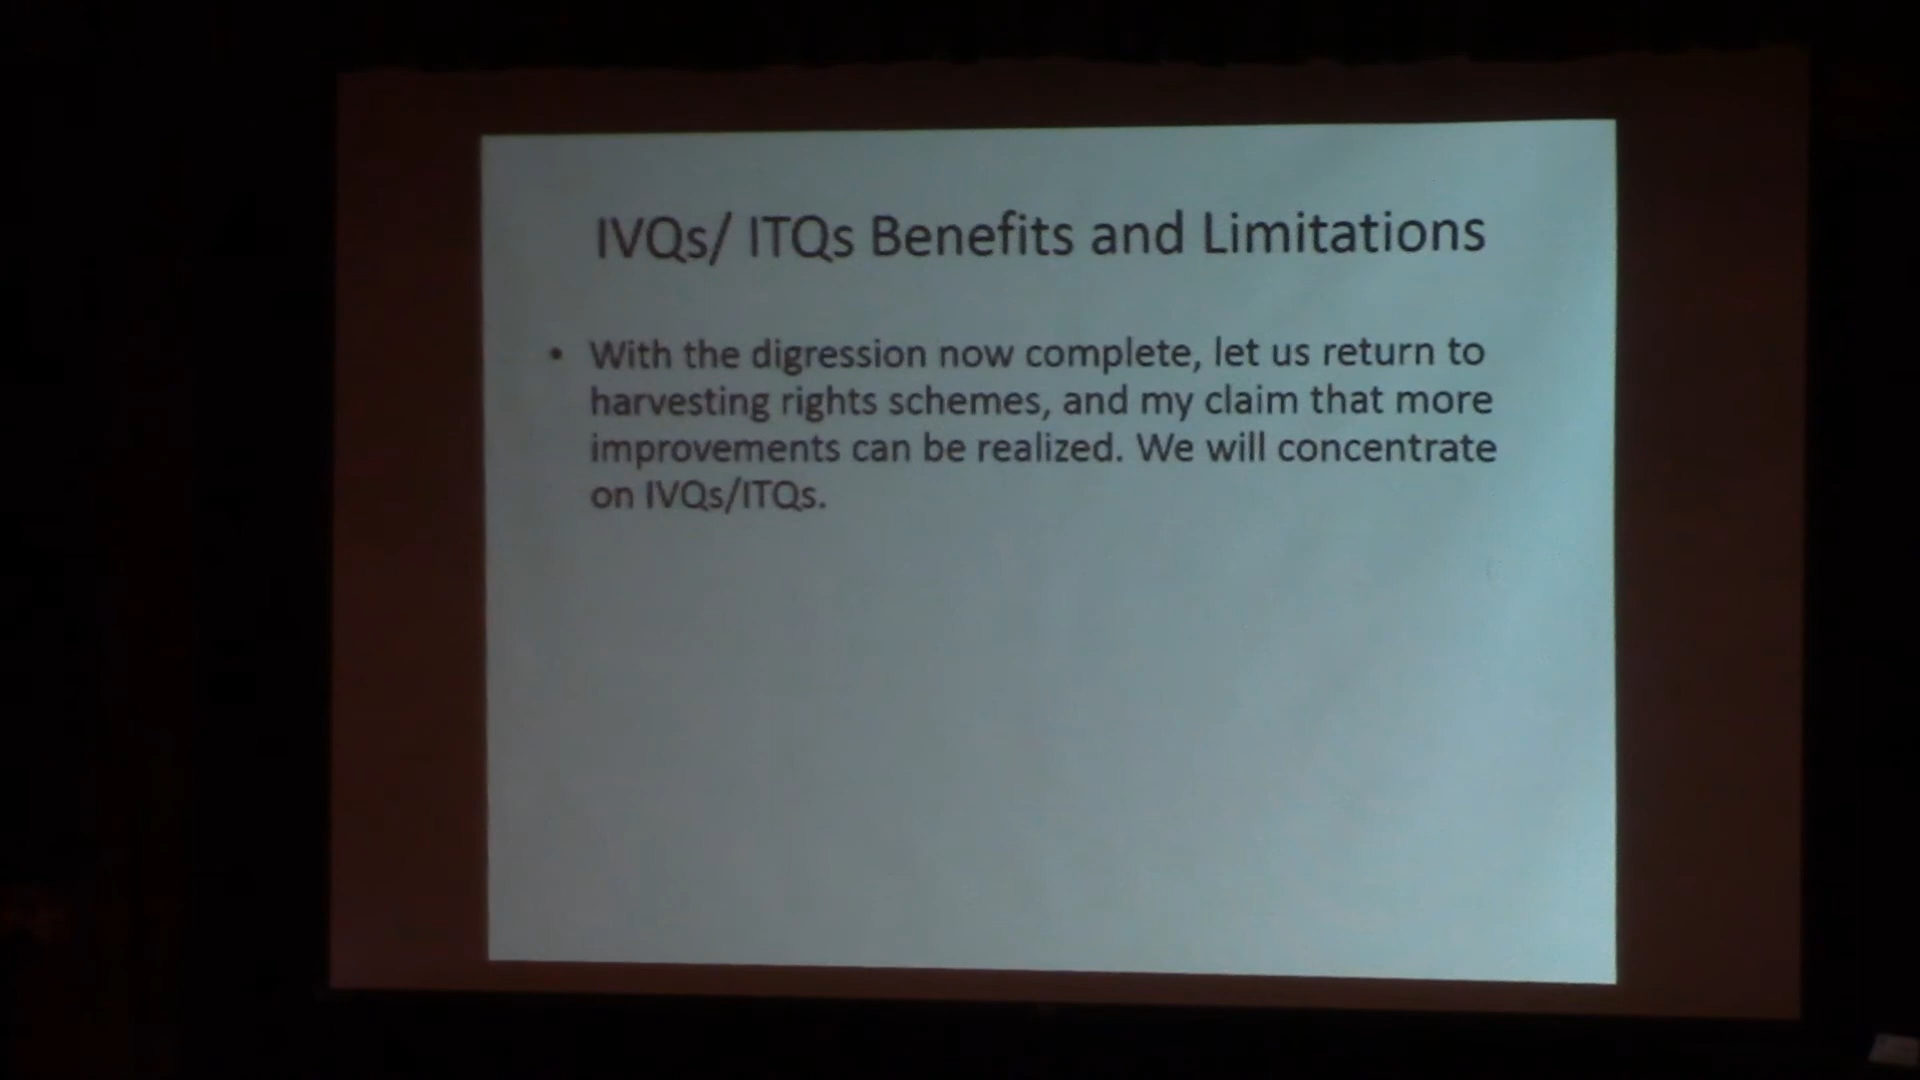 IVQs/ ITQs Benefits and Limitations
• With the digression now complete, let us return to
harvesting rights schemes, and my claim that more
improvements can be realized. We will concentrate
on IVQs/ITQs.